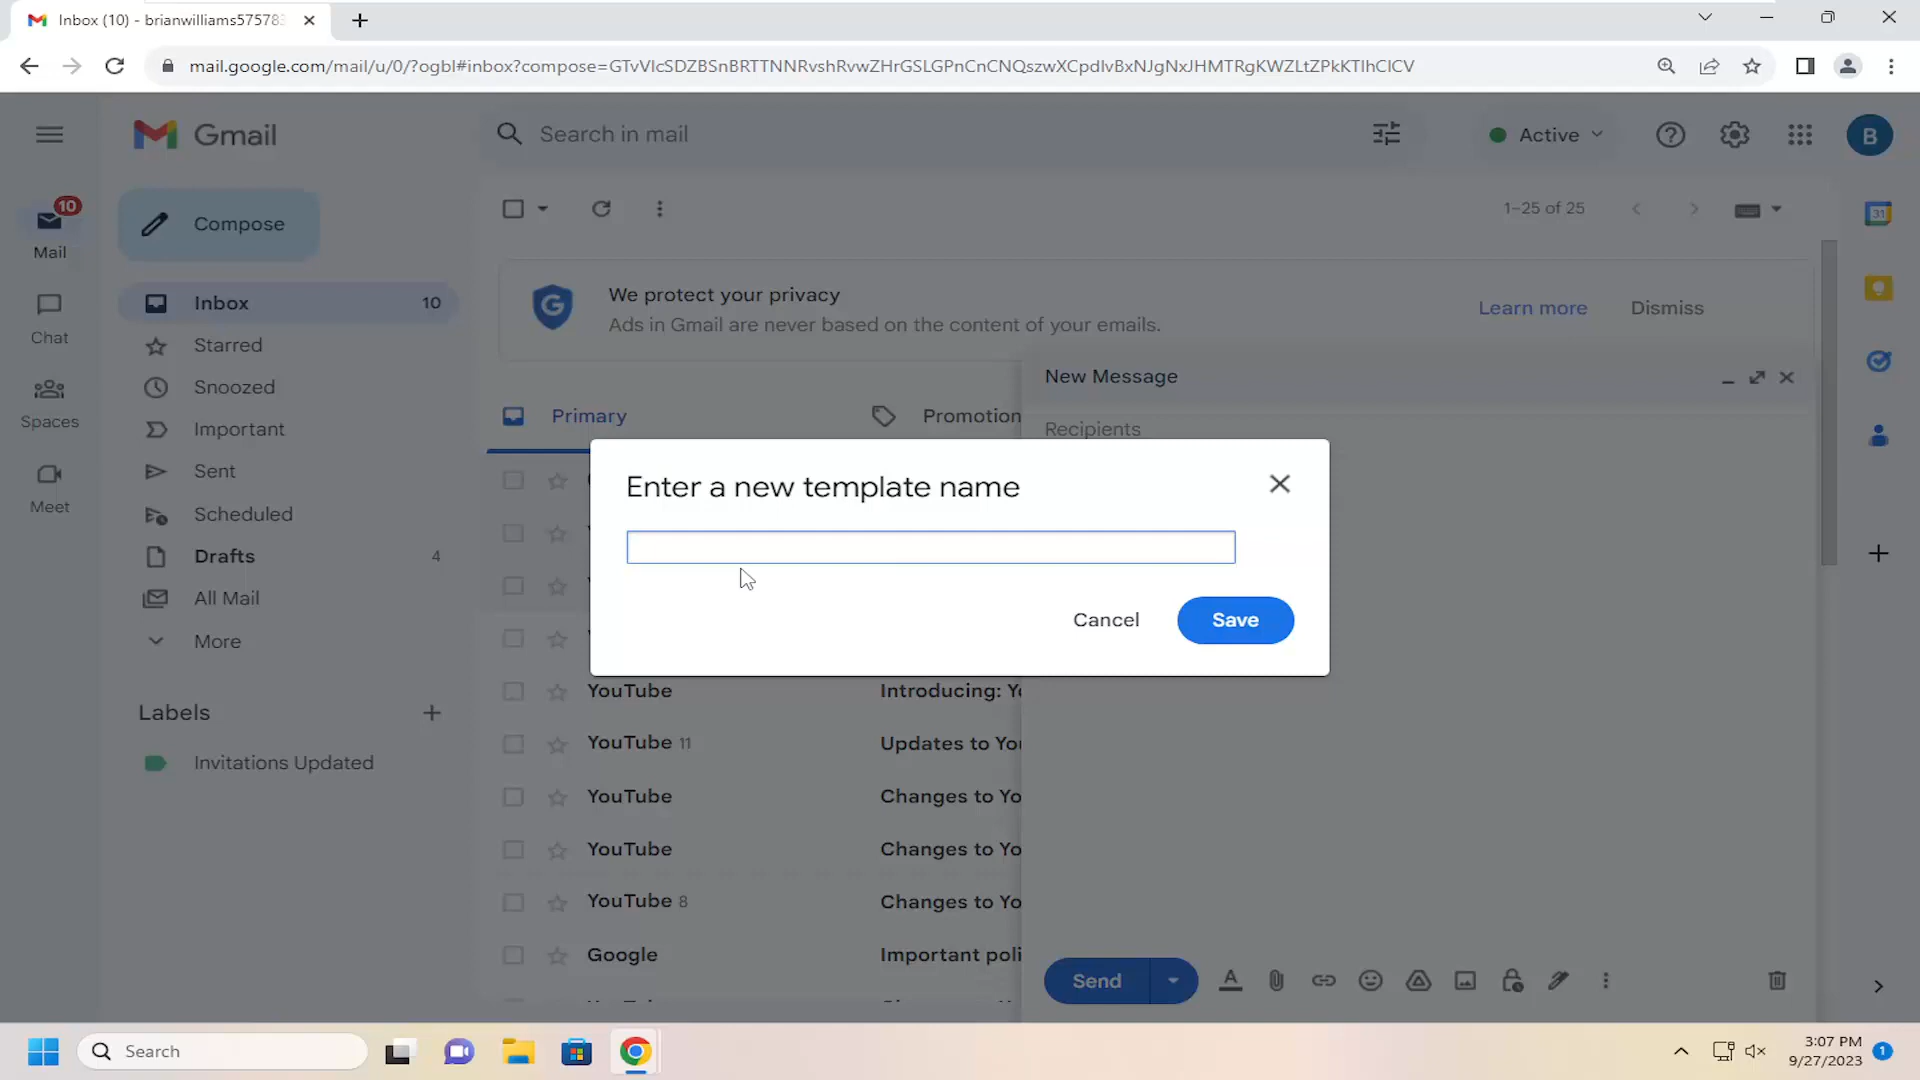 Inbox (10) - brianwilliams57578
mail.google.com/mail/u/0/?ogbl#inbox?compose=GTvVlcSDZBSnBRTTNNRvshRvwZHrGSLGPnCnCNQszwXCpdlvBxNJgNxJHMTRgKWZLtZPkKTlhClCV
Gmail
Search in mail
Active
B
10
Mail
Compose
1–25 of 25
31
Chat
Inbox 10
We protect your privacy
Ads in Gmail are never based on the content of your emails.
Learn more
Dismiss
Starred
Snoozed
Spaces
Important
Primary
Promotion
New Message
Recipients
Sent
Meet
Scheduled
Enter a new template name
Drafts 4
All Mail
Cancel
Save
More
YouTube Introducing: Yo
Labels
YouTube 11 Updates to You
Invitations Updated
YouTube Changes to Yo
YouTube Changes to Yo
YouTube 8 Changes to Yo
Google Important poli
Send
Search
3:07 PM
9/27/2023
1